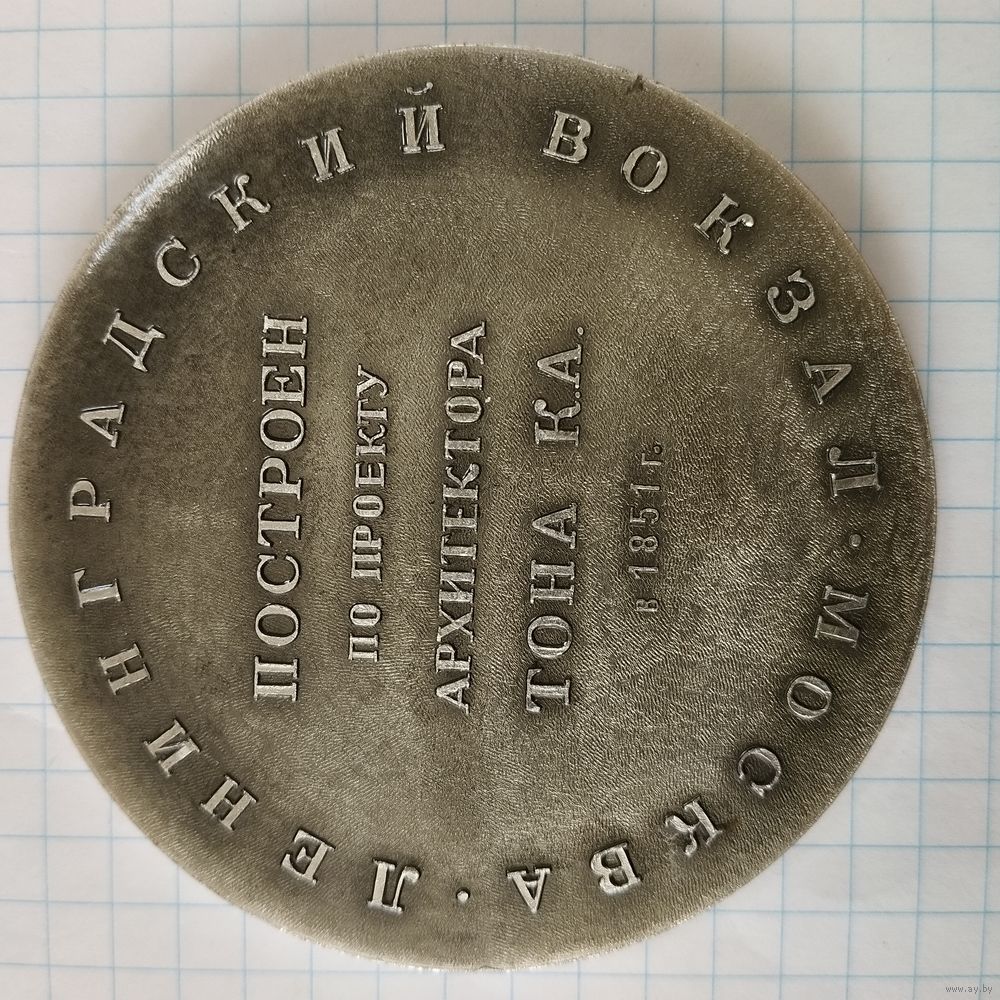 ЛЕНИНГРАДСКИЙ ВОКЗАЛ · МОСКВА ·
ПОСТРОЕН
ПО ПРОЕКТУ
АРХИТЕКТОРА
ТОНА К.А.
В 1851 г.
www.ay.by